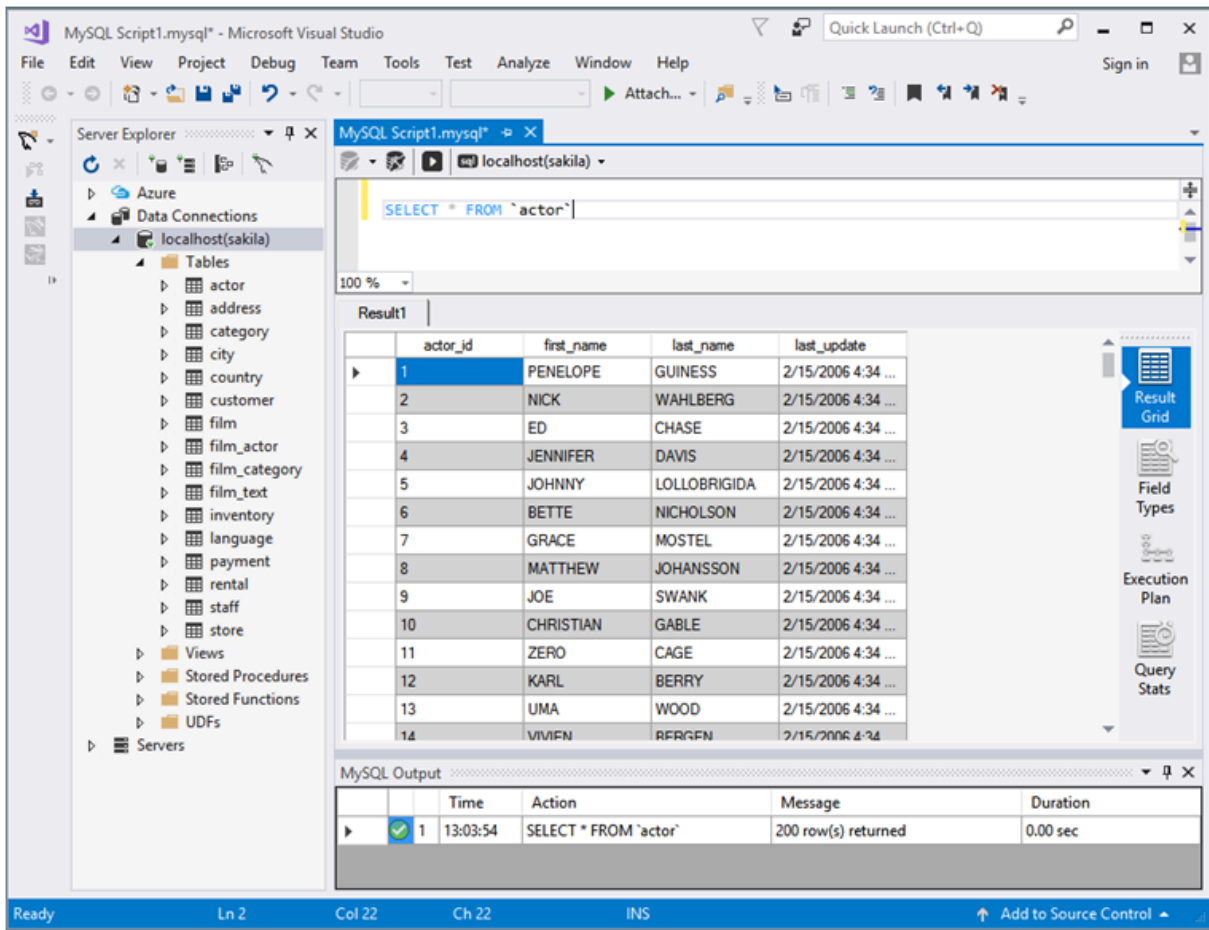 MySQL Script1.mysql* - Microsoft Visual Studio
Quick Launch (Ctrl+Q)
File Edit View Project Debug Team Tools Test Analyze Window Help
Sign in
Attach...
Server Explorer
Azure
Data Connections
localhost(sakila)
Tables
actor
address
category
city
country
customer
film
film_actor
film_category
film_text
inventory
language
payment
rental
staff
store
Views
Stored Procedures
Stored Functions
UDFs
Servers
MySQL Script1.mysql*
sql localhost(sakila)
SELECT * FROM `actor`
100 %
Result1
actor_id first_name last_name last_update
1 PENELOPE GUINESS 2/15/2006 4:34 ...
2 NICK WAHLBERG 2/15/2006 4:34 ...
3 ED CHASE 2/15/2006 4:34 ...
4 JENNIFER DAVIS 2/15/2006 4:34 ...
5 JOHNNY LOLLOBRIGIDA 2/15/2006 4:34 ...
6 BETTE NICHOLSON 2/15/2006 4:34 ...
7 GRACE MOSTEL 2/15/2006 4:34 ...
8 MATTHEW JOHANSSON 2/15/2006 4:34 ...
9 JOE SWANK 2/15/2006 4:34 ...
10 CHRISTIAN GABLE 2/15/2006 4:34 ...
11 ZERO CAGE 2/15/2006 4:34 ...
12 KARL BERRY 2/15/2006 4:34 ...
13 UMA WOOD 2/15/2006 4:34 ...
14 VIVIEN BERGEN 2/15/2006 4:34
Result
Grid
Field
Types
Execution
Plan
Query
Stats
MySQL Output
Time Action Message Duration
1 13:03:54 SELECT * FROM `actor` 200 row(s) returned 0.00 sec
Ready Ln 2 Col 22 Ch 22 INS Add to Source Control